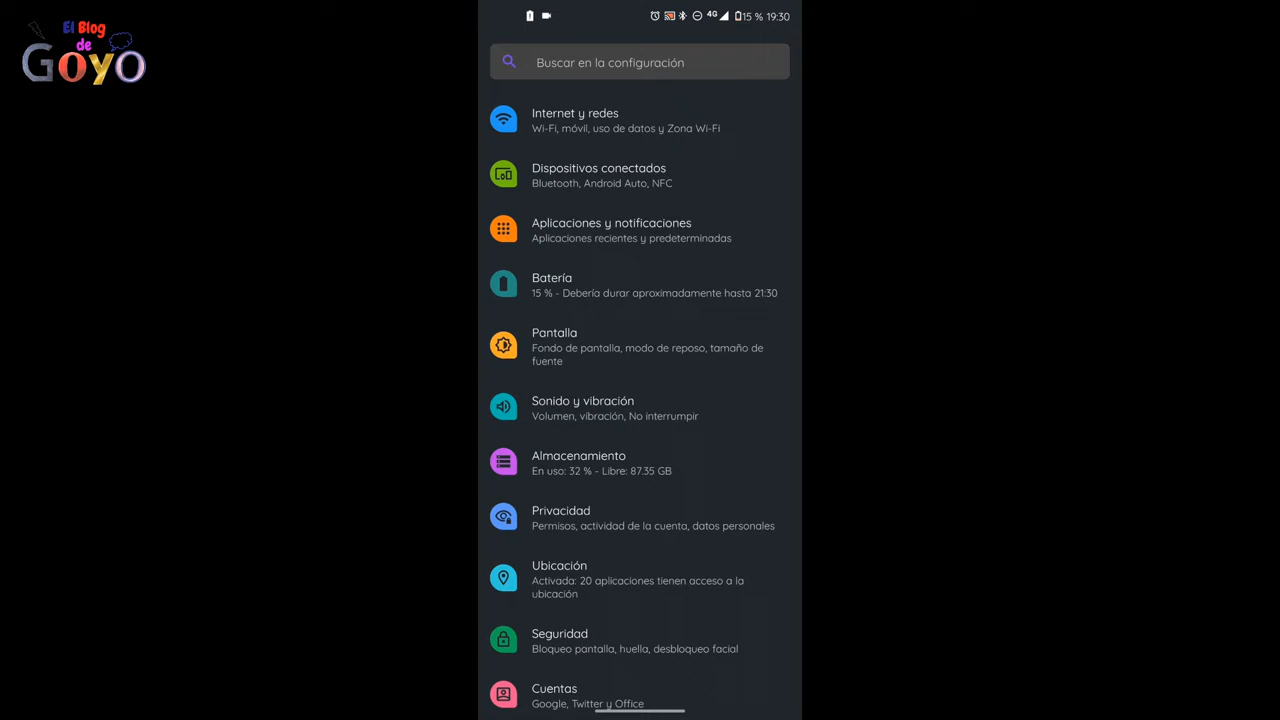 El Blog
de
Goyo
4G 15 % 19:30
Buscar en la configuración
Internet y redes
Wi-Fi, móvil, uso de datos y Zona Wi-Fi
Dispositivos conectados
Bluetooth, Android Auto, NFC
Aplicaciones y notificaciones
Aplicaciones recientes y predeterminadas
Batería
15 % - Debería durar aproximadamente hasta 21:30
Pantalla
Fondo de pantalla, modo de reposo, tamaño de
fuente
Sonido y vibración
Volumen, vibración, No interrumpir
Almacenamiento
En uso: 32 % - Libre: 87.35 GB
Privacidad
Permisos, actividad de la cuenta, datos personales
Ubicación
Activada: 20 aplicaciones tienen acceso a la
ubicación
Seguridad
Bloqueo pantalla, huella, desbloqueo facial
Cuentas
Google, Twitter y Office